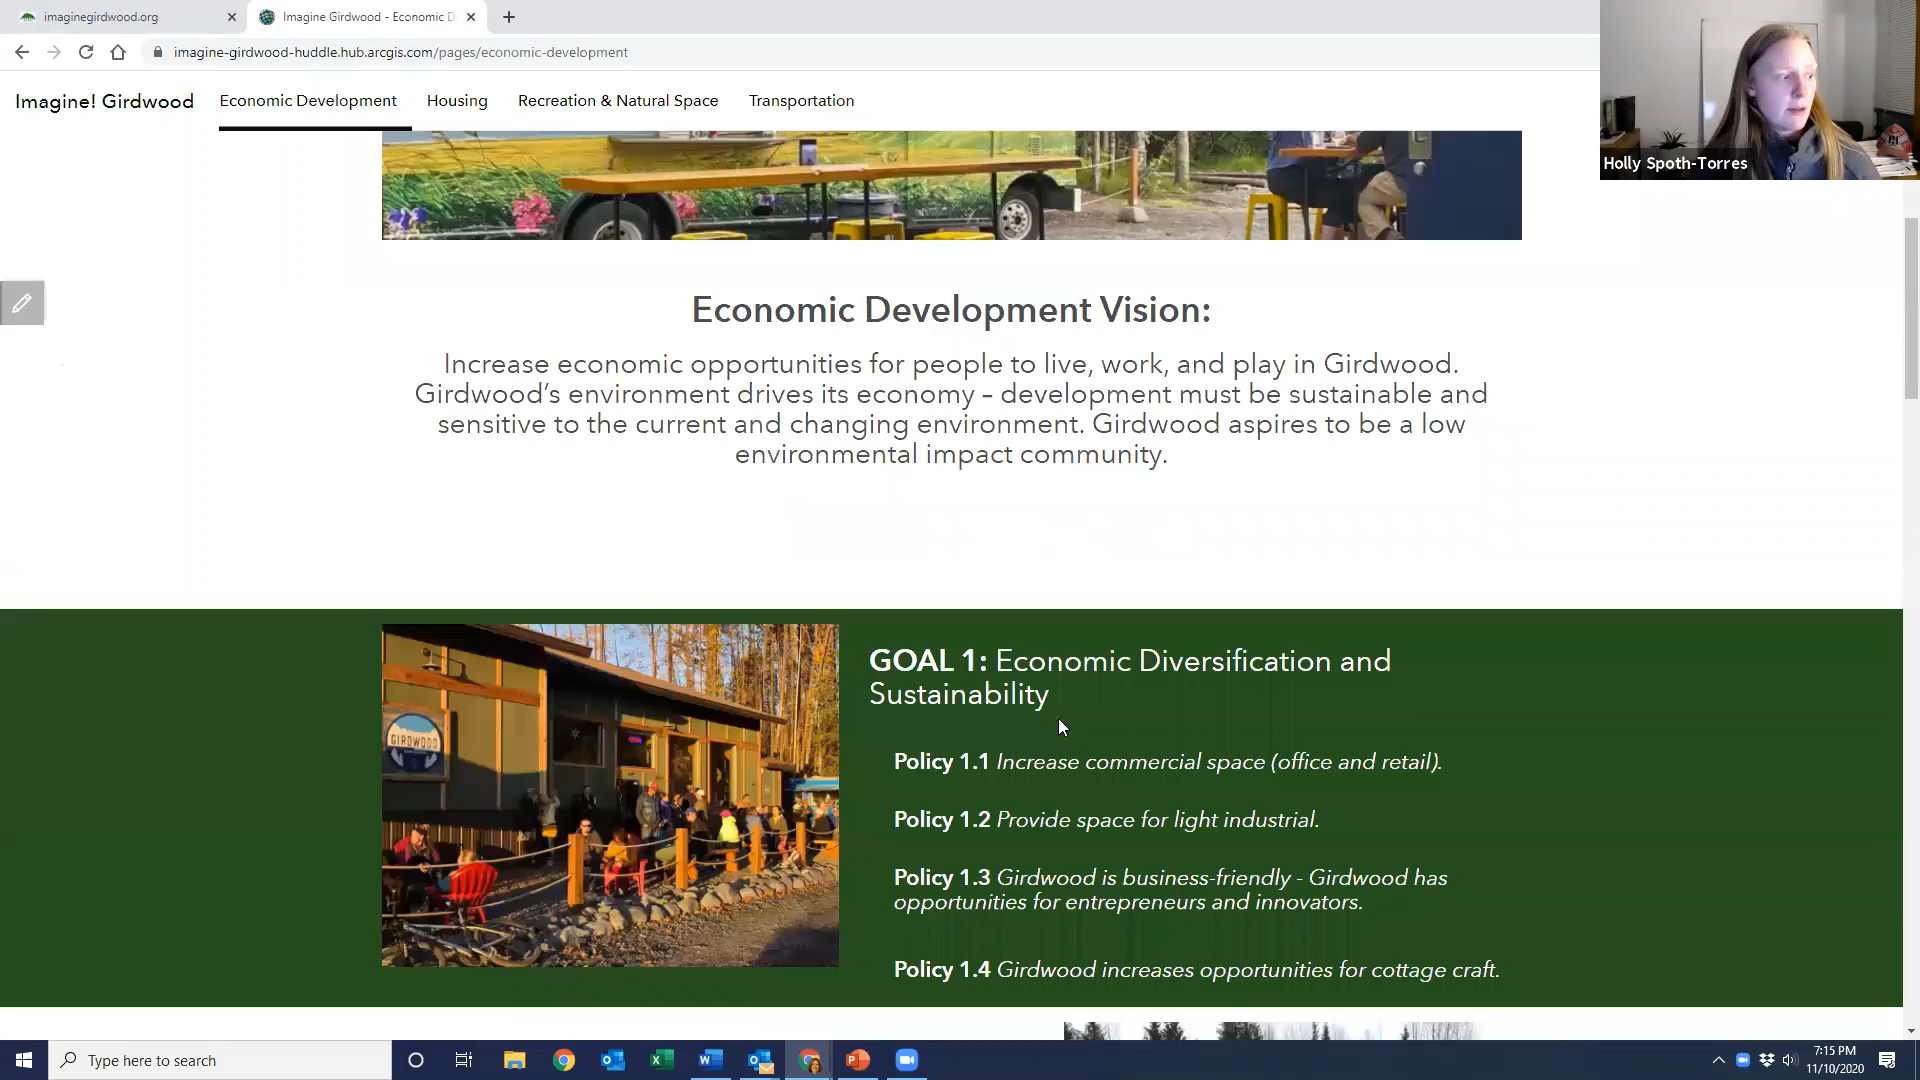 imaginegirdwood.org
Imagine Girdwood - Economic D
imagine-girdwood-huddle.hub.arcgis.com/pages/economic-development
Imagine! Girdwood
Economic Development
Housing
Recreation & Natural Space
Transportation
Holly Spoth-Torres
Economic Development Vision:
Increase economic opportunities for people to live, work, and play in Girdwood.
Girdwood's environment drives its economy – development must be sustainable and
sensitive to the current and changing environment. Girdwood aspires to be a low
environmental impact community.
GIRDWOOD
GOAL 1: Economic Diversification and
Sustainability
Policy 1.1 Increase commercial space (office and retail).
Policy 1.2 Provide space for light industrial.
Policy 1.3 Girdwood is business-friendly - Girdwood has
opportunities for entrepreneurs and innovators.
Policy 1.4 Girdwood increases opportunities for cottage craft.
Type here to search
7:15 PM
11/10/2020